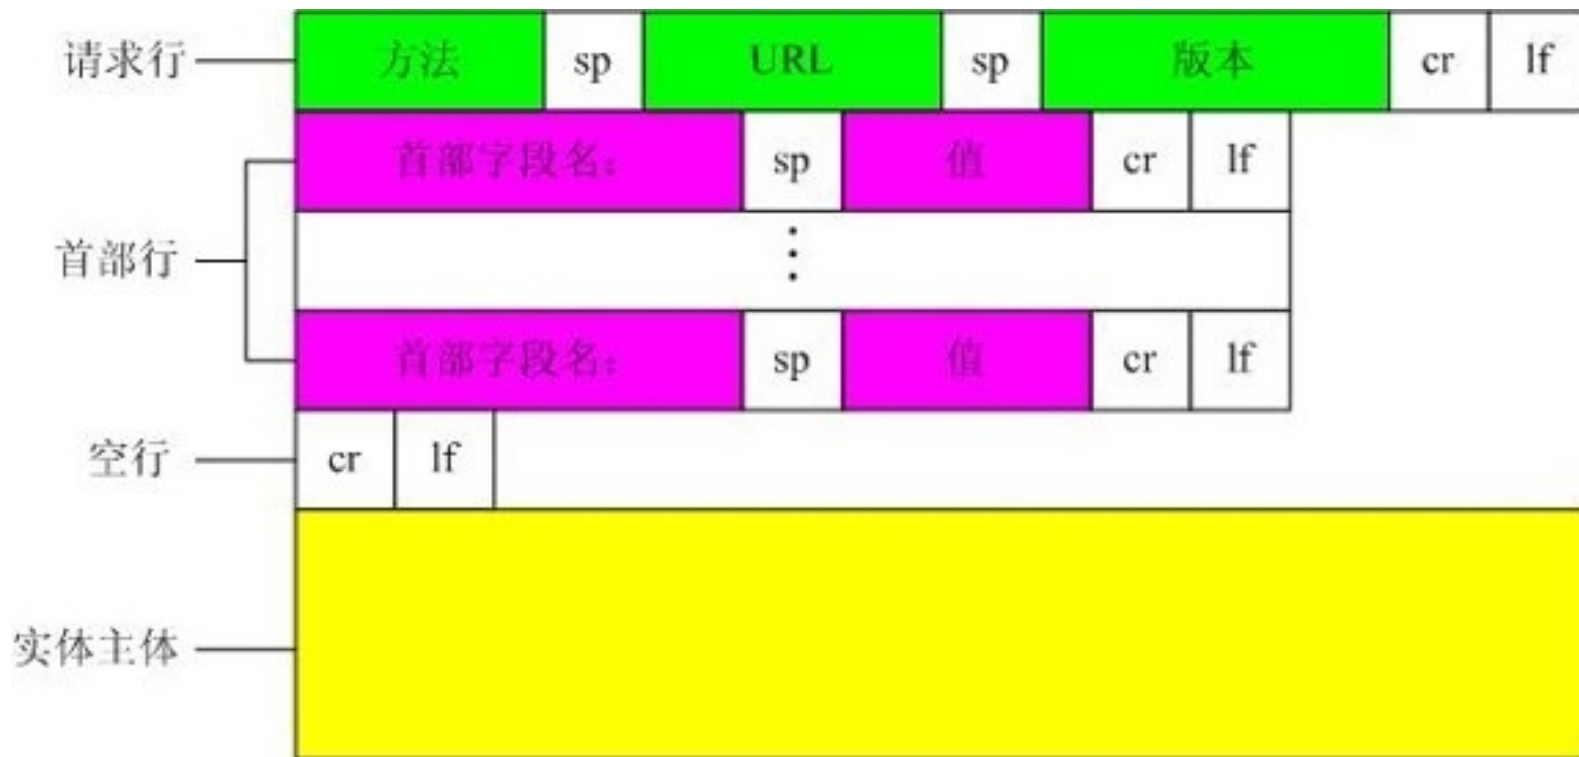 请求行 方法 sp URL sp 版本 cr lf
首部字段名： sp 值 cr lf
首部行 ⋮
首部字段名： sp 值 cr lf
空行 cr lf
实体主体